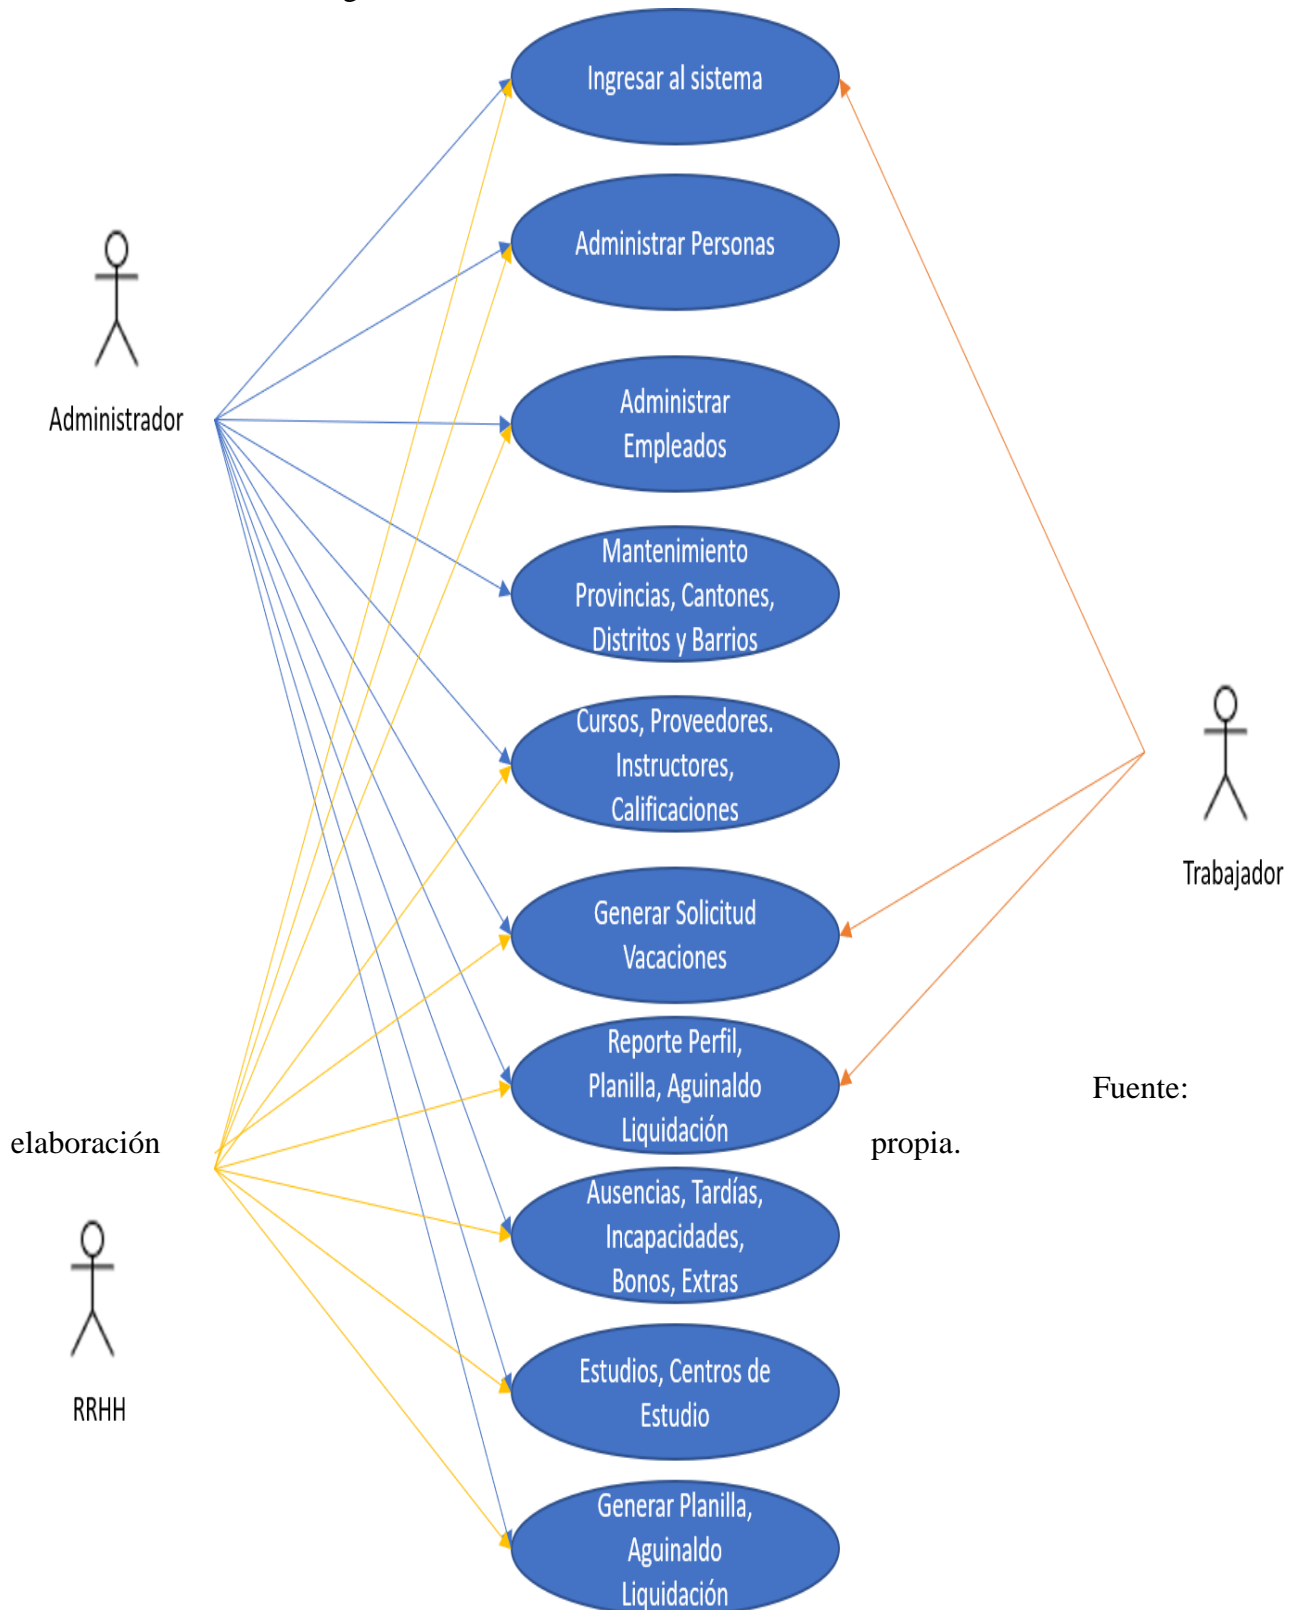 Ingresar al sistema
Administrar Personas
Administrador
Administrar
Empleados
Mantenimiento
Provincias, Cantones,
Distritos y Barrios
Cursos, Proveedores.
Instructores,
Calificaciones
Trabajador
Generar Solicitud
Vacaciones
Reporte Perfil,
Planilla, Aguinaldo
Liquidación
Fuente:
elaboración propia.
Ausencias, Tardías,
Incapacidades,
Bonos, Extras
RRHH
Estudios, Centros de
Estudio
Generar Planilla,
Aguinaldo
Liquidación